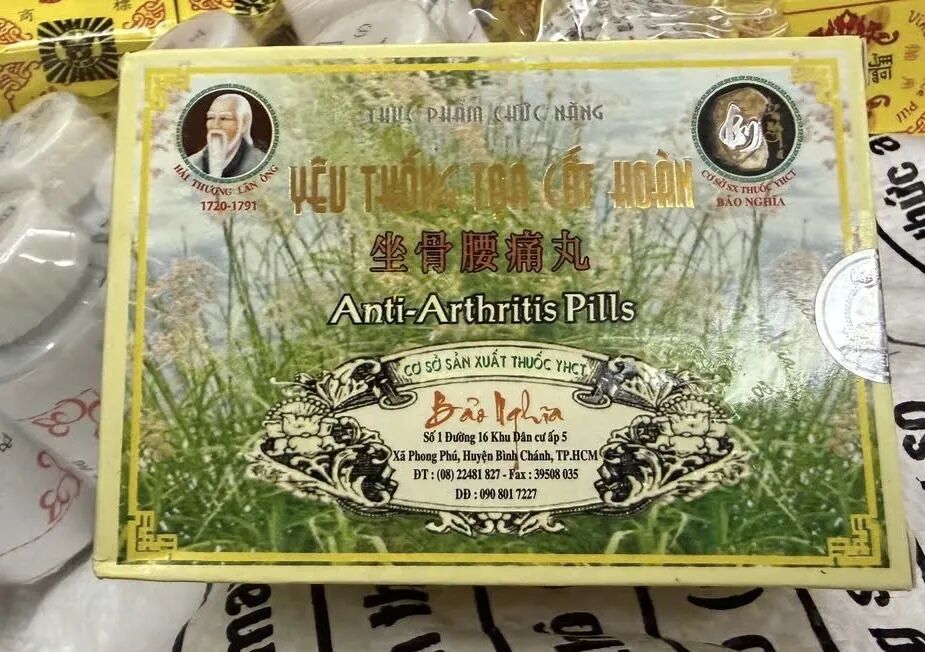 THỰC PHẨM CHỨC NĂNG
YÊU THỐNG TỌA CỐT HOÀN
坐骨腰痛丸
Anti-Arthritis Pills
HẢI THƯỢNG LÃN ÔNG
1720-1791
CƠ SỞ SX THUỐC YHCT
BẢO NGHĨA
CƠ SỞ SẢN XUẤT THUỐC YHCT
Bảo Nghĩa
Số 1 Đường 16 Khu Dân cư ấp 5
Xã Phong Phú, Huyện Bình Chánh, TP.HCM
ĐT : (08) 22481 827 - Fax : 39508 035
DĐ : 090 801 7227
商標